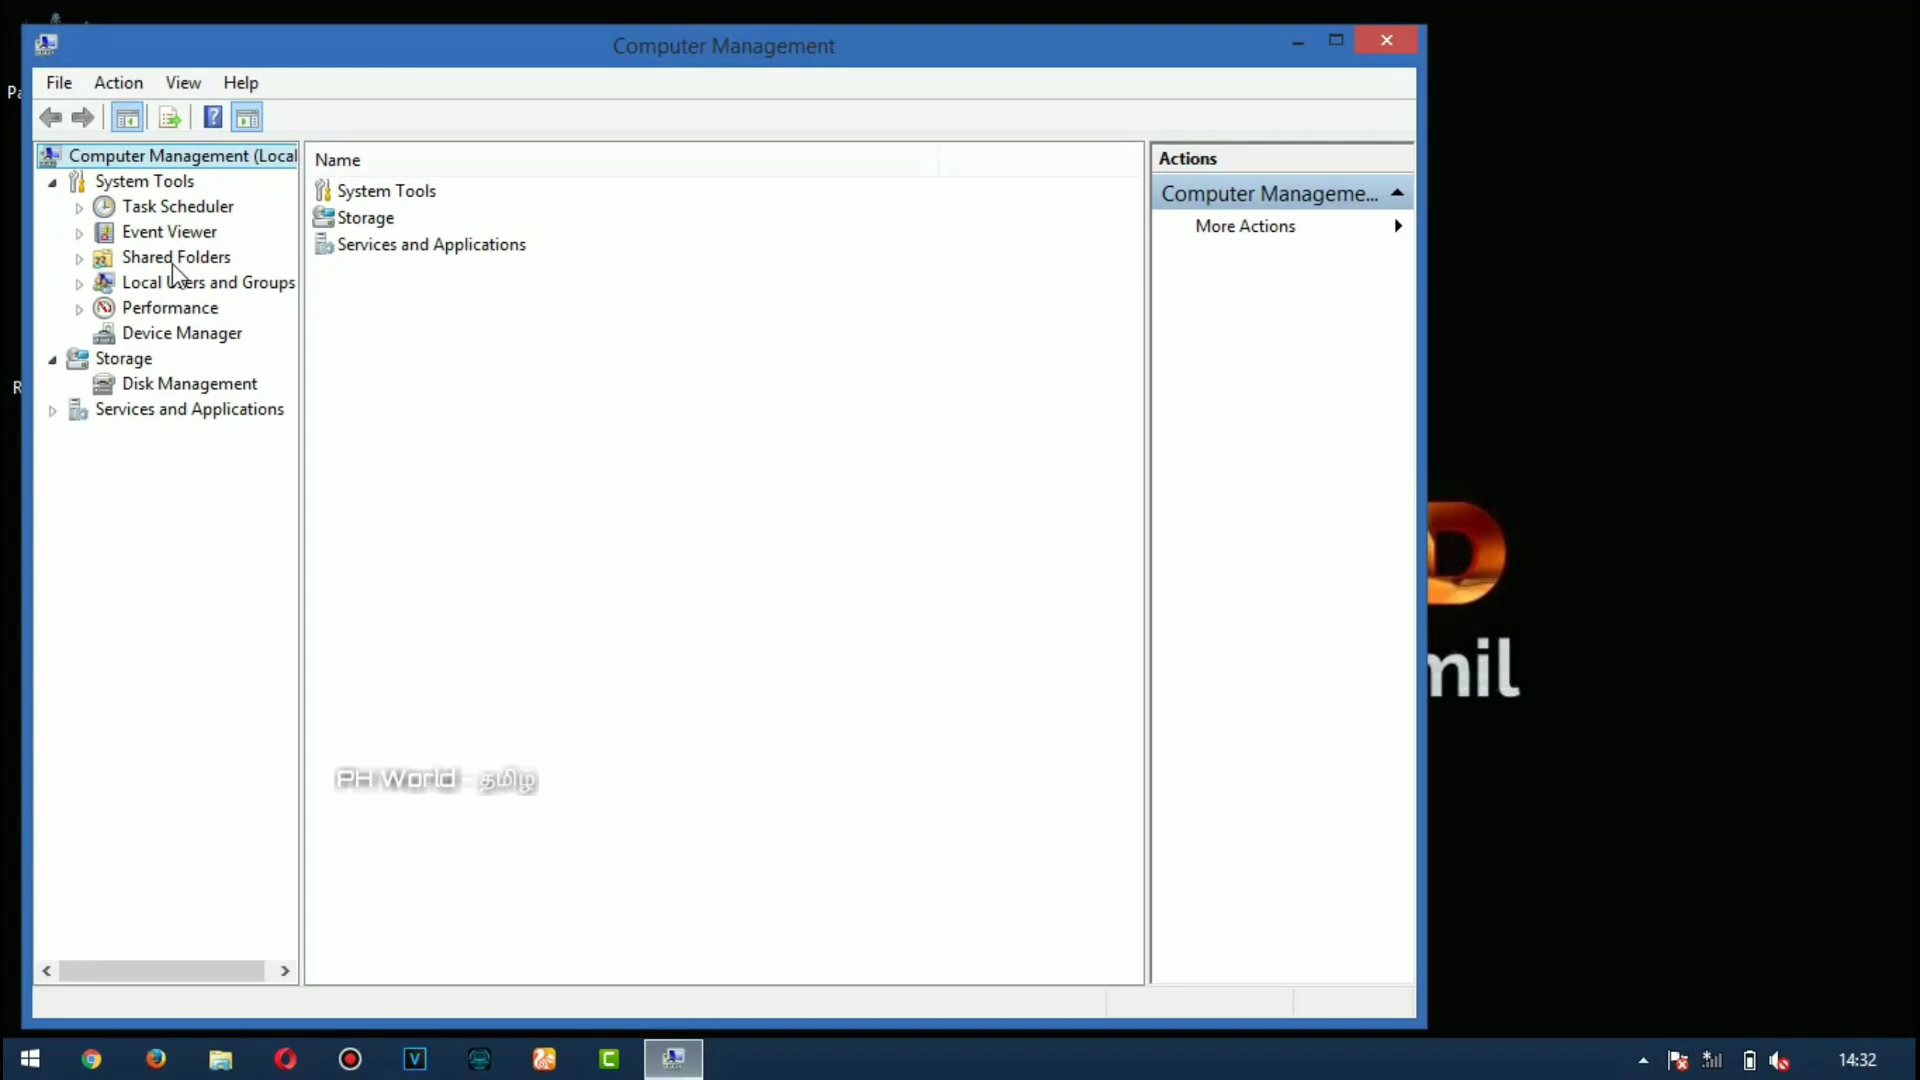 Computer Management
File Action View Help
Pa
R
Computer Management (Local
System Tools
Task Scheduler
Event Viewer
Shared Folders
Local Users and Groups
Performance
Device Manager
Storage
Disk Management
Services and Applications
Name
System Tools
Storage
Services and Applications
Actions
Computer Manageme...
More Actions
mil
PH World - தமிழ்
14:32